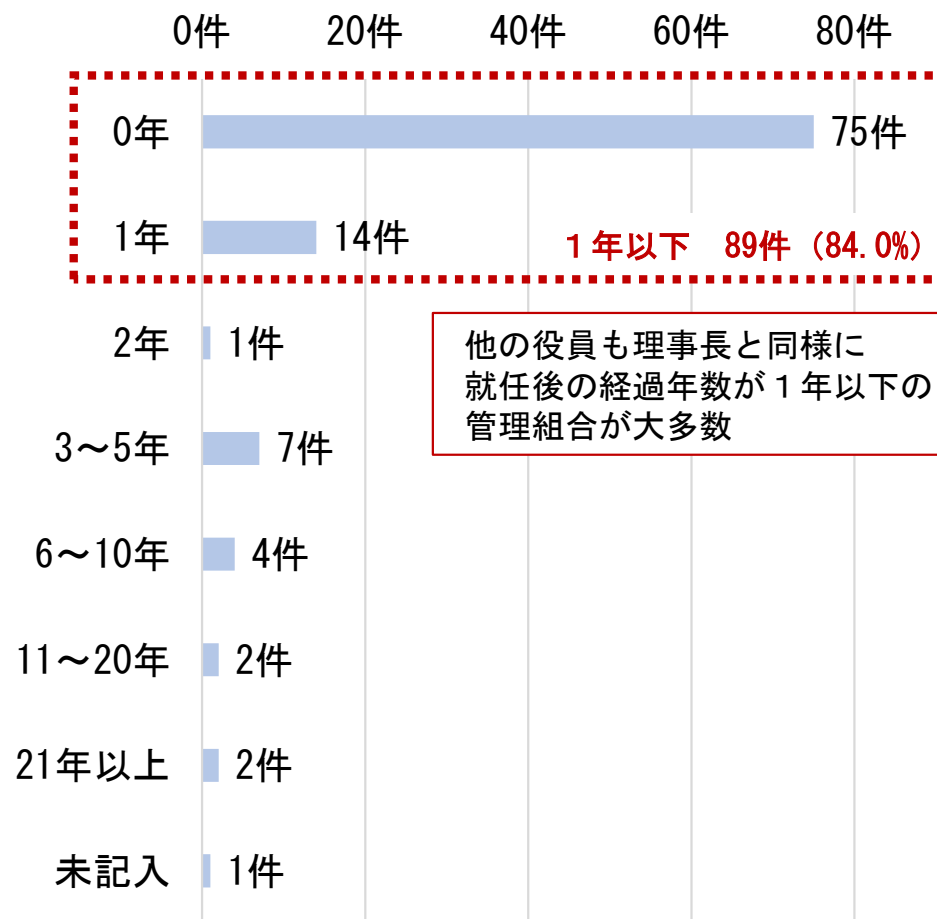 0件 20件 40件 60件 80件
0年 75件
1年 14件
１年以下　89件（84.0%）
2年 1件
他の役員も理事長と同様に
就任後の経過年数が１年以下の
管理組合が大多数
3～5年 7件
6～10年 4件
11～20年 2件
21年以上 2件
未記入 1件